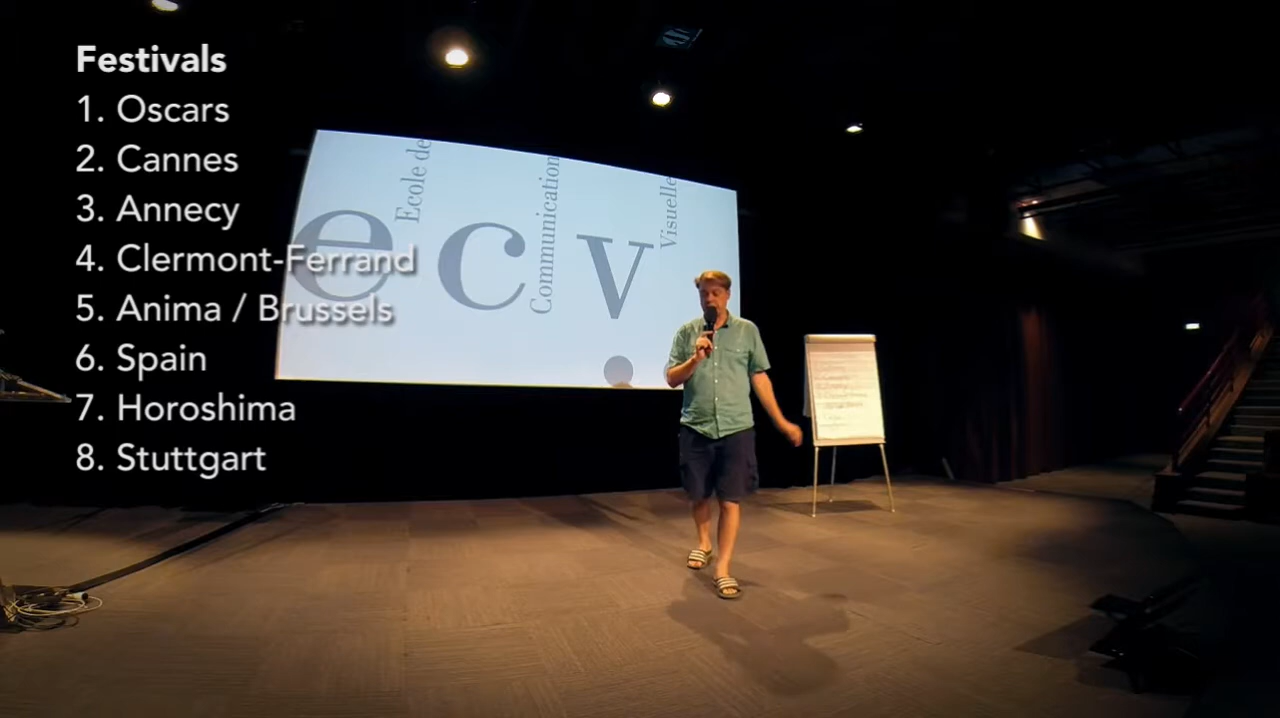 Festivals
1. Oscars
2. Cannes
3. Annecy
4. Clermont-Ferrand
5. Anima / Brussels
6. Spain
7. Horoshima
8. Stuttgart
e c v
Ecole de
Communication
Visuelle